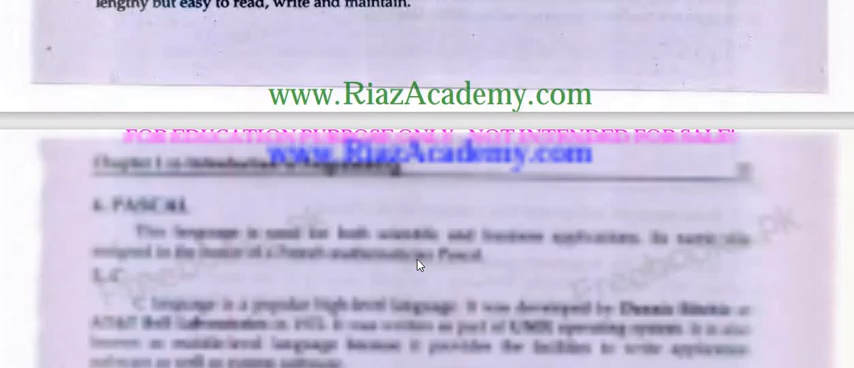 lengthy but easy to read, write and maintain.
www.RiazAcademy.com
FOR EDUCATION PURPOSE ONLY - NOT INTENDED FOR SALE!
www.RiazAcademy.com
Chapter 1
PASCAL
This language is used for both scientific and business applications. Its name
assigned in the honor of a French mathematician Pascal.
C
C language is a popular high-level language. It was developed by Dennis Ritchie at
AT&T Bell Laboratories in It was written as part of UNIX operating system. It is also
known as middle-level language because it provides the facilities to write application
software as well as system software.